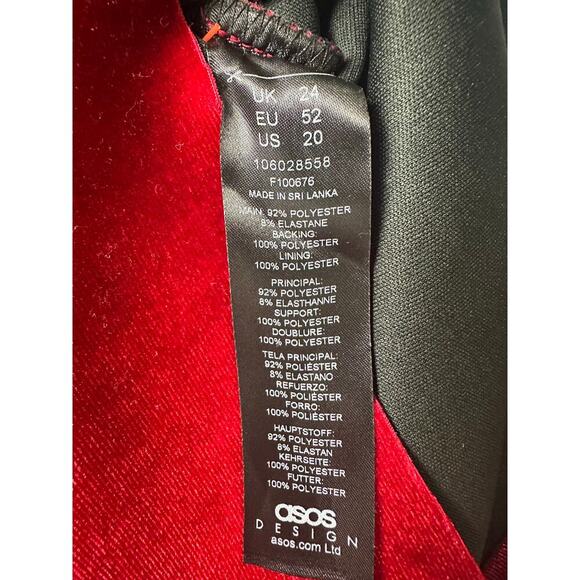 UK 24
EU 52
US 20
106028558
F100676
MADE IN SRI LANKA
MAIN: 92% POLYESTER
8% ELASTANE
BACKING:
100% POLYESTER
LINING:
100% POLYESTER
PRINCIPAL:
92% POLYESTER
8% ELASTHANNE
SUPPORT:
100% POLYESTER
DOUBLURE:
100% POLYESTER
TELA PRINCIPAL:
92% POLIÉSTER
8% ELASTANO
REFUERZO:
100% POLIÉSTER
FORRO:
100% POLIÉSTER
HAUPTSTOFF:
92% POLYESTER
8% ELASTAN
KEHRSEITE:
100% POLYESTER
FUTTER:
100% POLYESTER
asos
DESIGN
asos.com Ltd